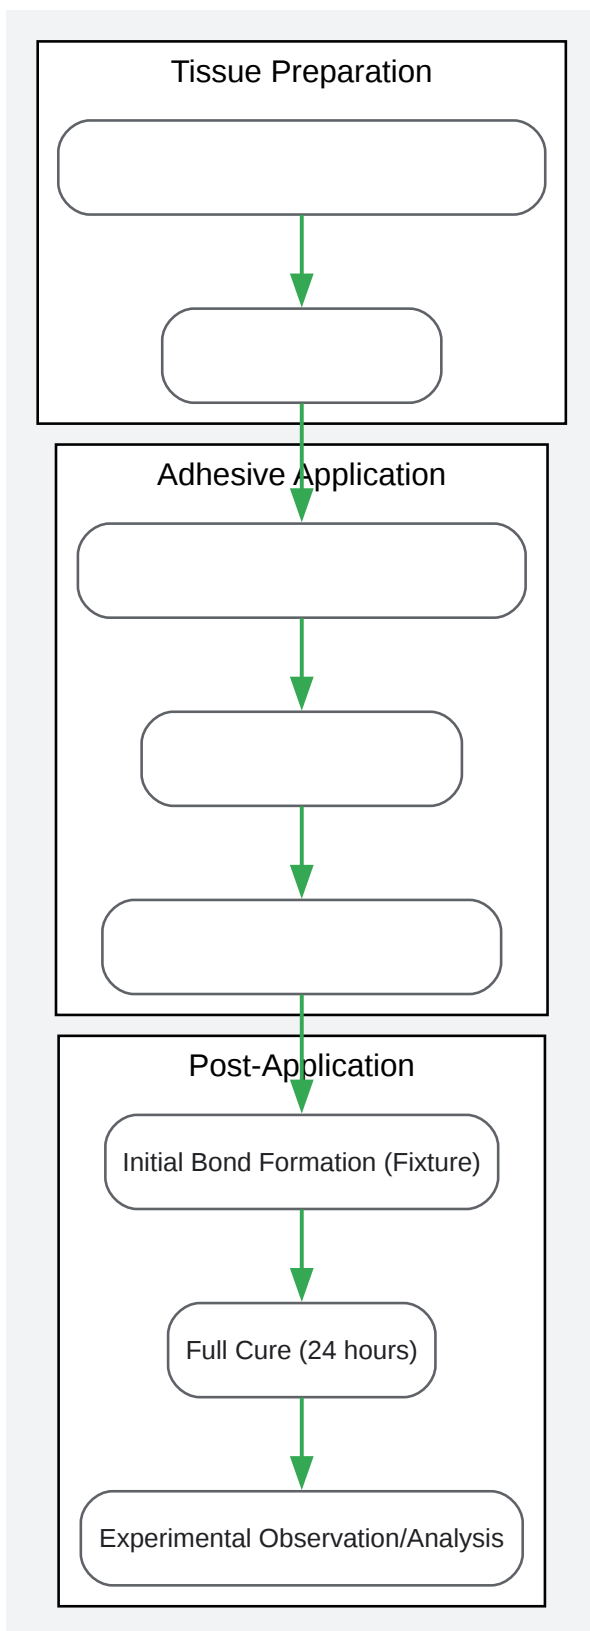 Tissue Preparation
Adhesive Application
Post-Application
Initial Bond Formation (Fixture)
Full Cure (24 hours)
Experimental Observation/Analysis